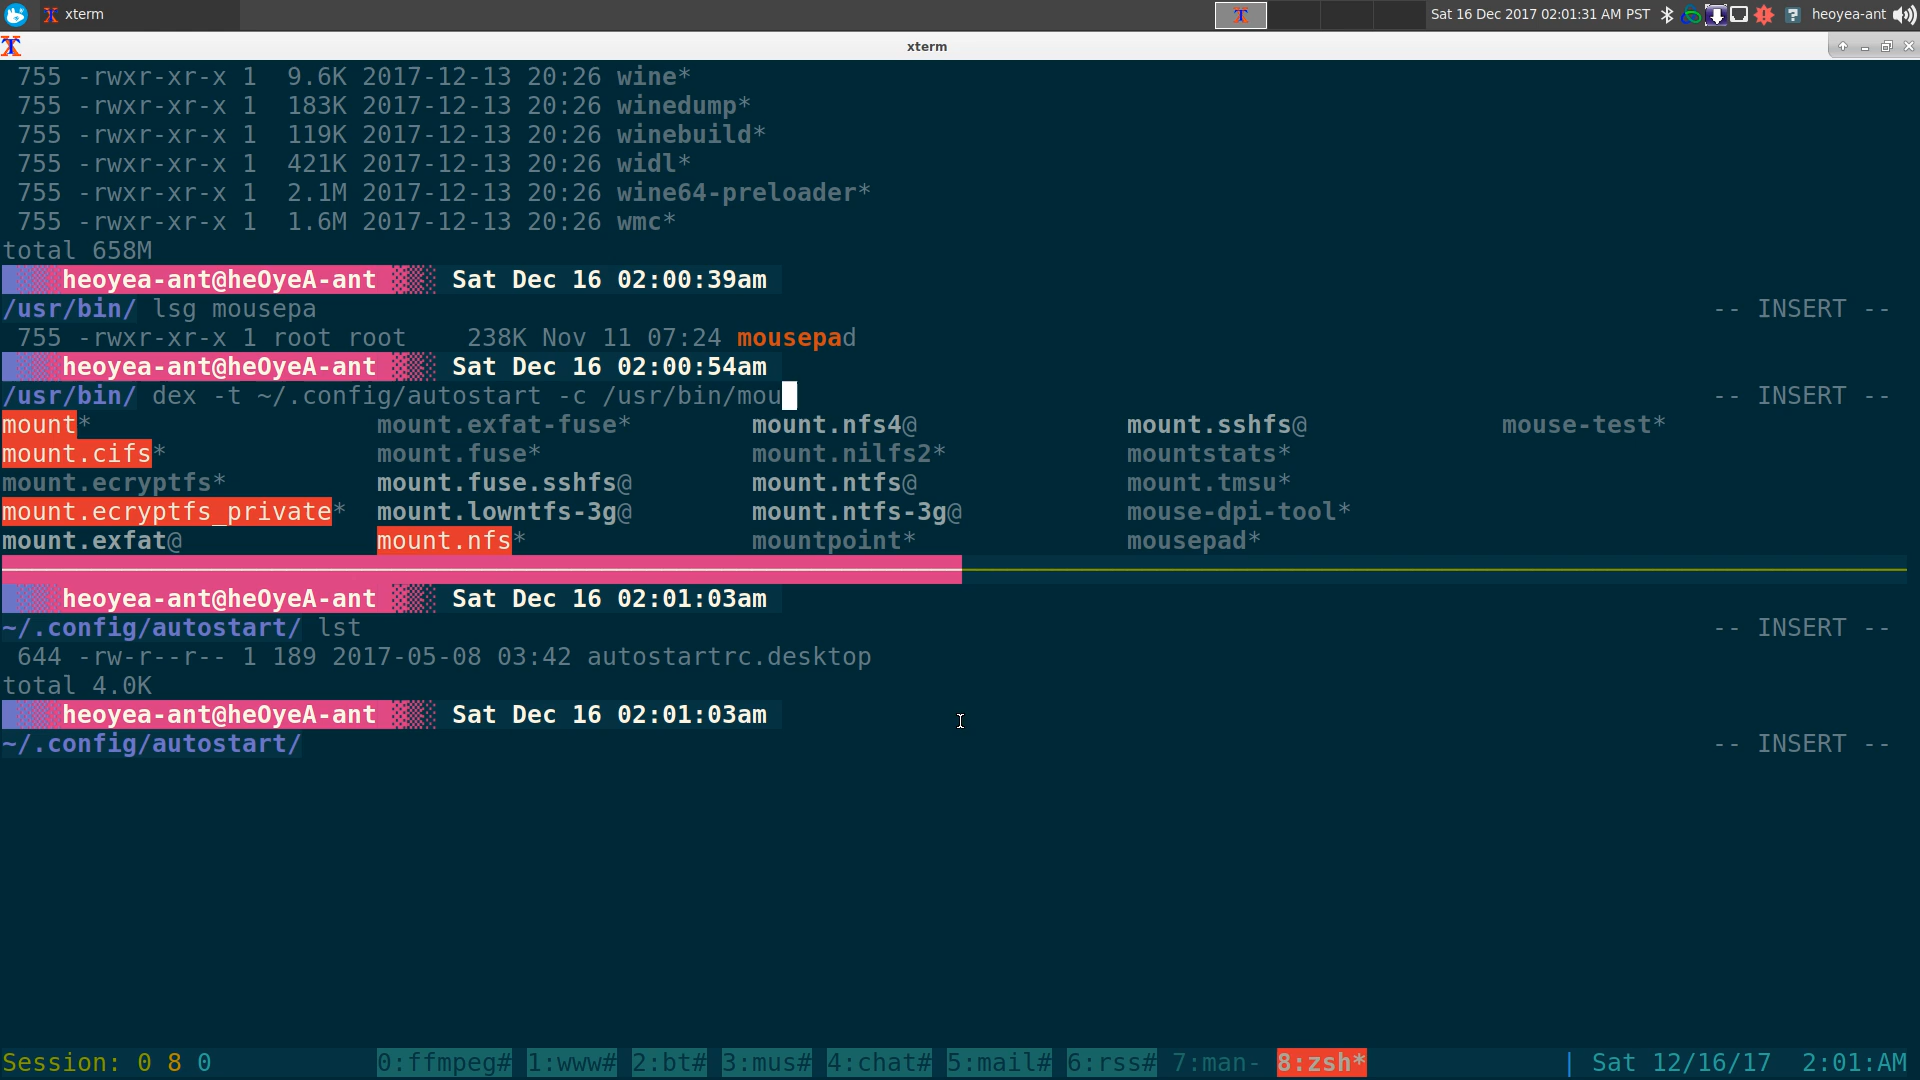 xterm
Sat 16 Dec 2017 02:01:31 AM PST heoyea-ant
xterm
755 -rwxr-xr-x 1 9.6K 2017-12-13 20:26 wine*
755 -rwxr-xr-x 1 183K 2017-12-13 20:26 winedump*
755 -rwxr-xr-x 1 119K 2017-12-13 20:26 winebuild*
755 -rwxr-xr-x 1 421K 2017-12-13 20:26 widl*
755 -rwxr-xr-x 1 2.1M 2017-12-13 20:26 wine64-preloader*
755 -rwxr-xr-x 1 1.6M 2017-12-13 20:26 wmc*
total 658M
heoyea-ant@heOyeA-ant Sat Dec 16 02:00:39am
/usr/bin/ lsg mousepa -- INSERT --
755 -rwxr-xr-x 1 root root 238K Nov 11 07:24 mousepad
heoyea-ant@heOyeA-ant Sat Dec 16 02:00:54am
/usr/bin/ dex -t ~/.config/autostart -c /usr/bin/mou -- INSERT --
mount* mount.exfat-fuse* mount.nfs4@ mount.sshfs@ mouse-test*
mount.cifs* mount.fuse* mount.nilfs2* mountstats*
mount.ecryptfs* mount.fuse.sshfs@ mount.ntfs@ mount.tmsu*
mount.ecryptfs_private* mount.lowntfs-3g@ mount.ntfs-3g@ mouse-dpi-tool*
mount.exfat@ mount.nfs* mountpoint* mousepad*
heoyea-ant@heOyeA-ant Sat Dec 16 02:01:03am
~/.config/autostart/ lst -- INSERT --
644 -rw-r--r-- 1 189 2017-05-08 03:42 autostartrc.desktop
total 4.0K
heoyea-ant@heOyeA-ant Sat Dec 16 02:01:03am
~/.config/autostart/ -- INSERT --
Session: 0 8 0 0:ffmpeg# 1:www# 2:bt# 3:mus# 4:chat# 5:mail# 6:rss# 7:man- 8:zsh* | Sat 12/16/17 2:01:AM